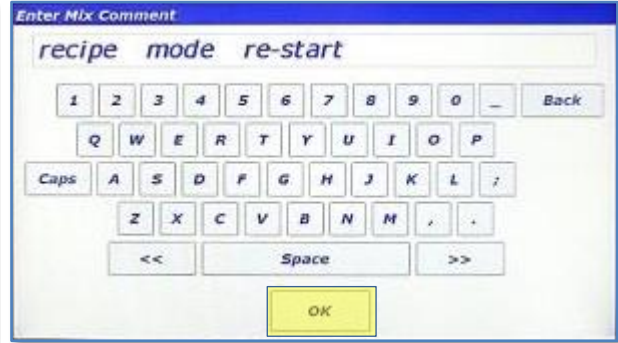 Enter Mix Comment
recipe mode re-start
1 2 3 4 5 6 7 8 9 0 _ Back
Q W E R T Y U I O P
Caps A S D F G H J K L ;
Z X C V B N M , .
<< Space >>
OK